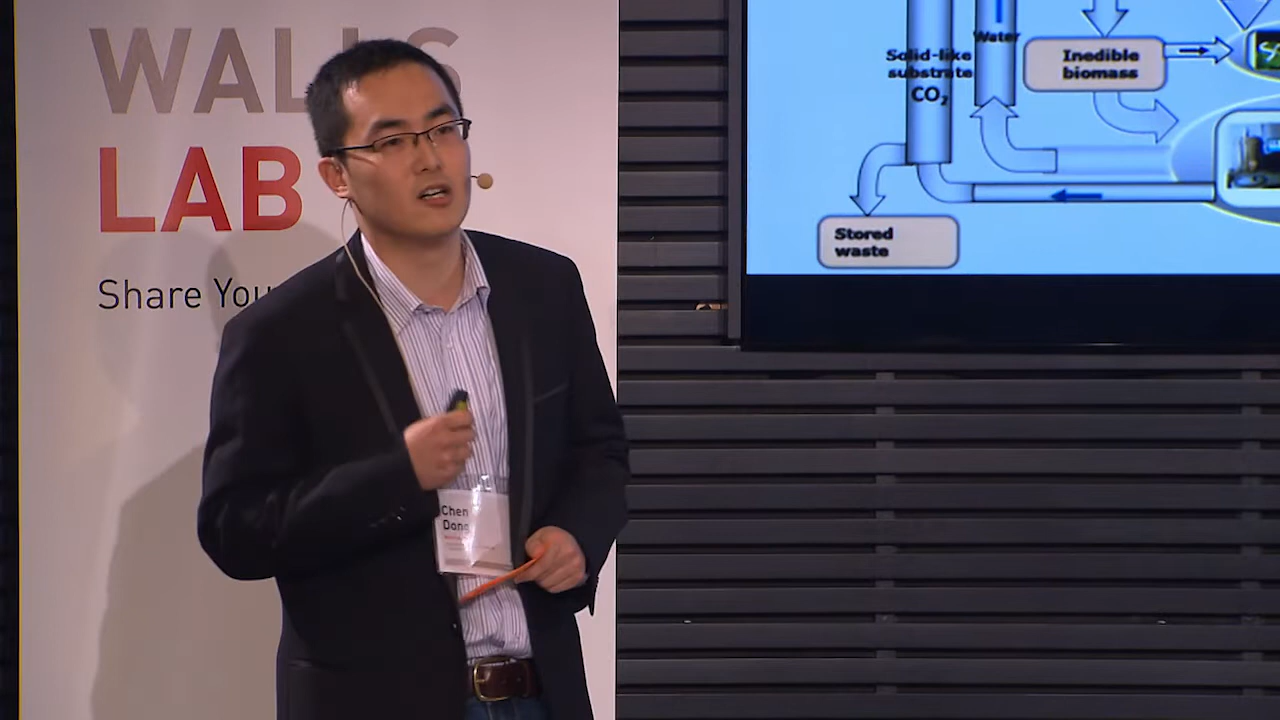 WALLS
LAB
Share You
Chen
Dong
Solid-like
substrate
CO₂
Water
Inedible
biomass
Stored
waste